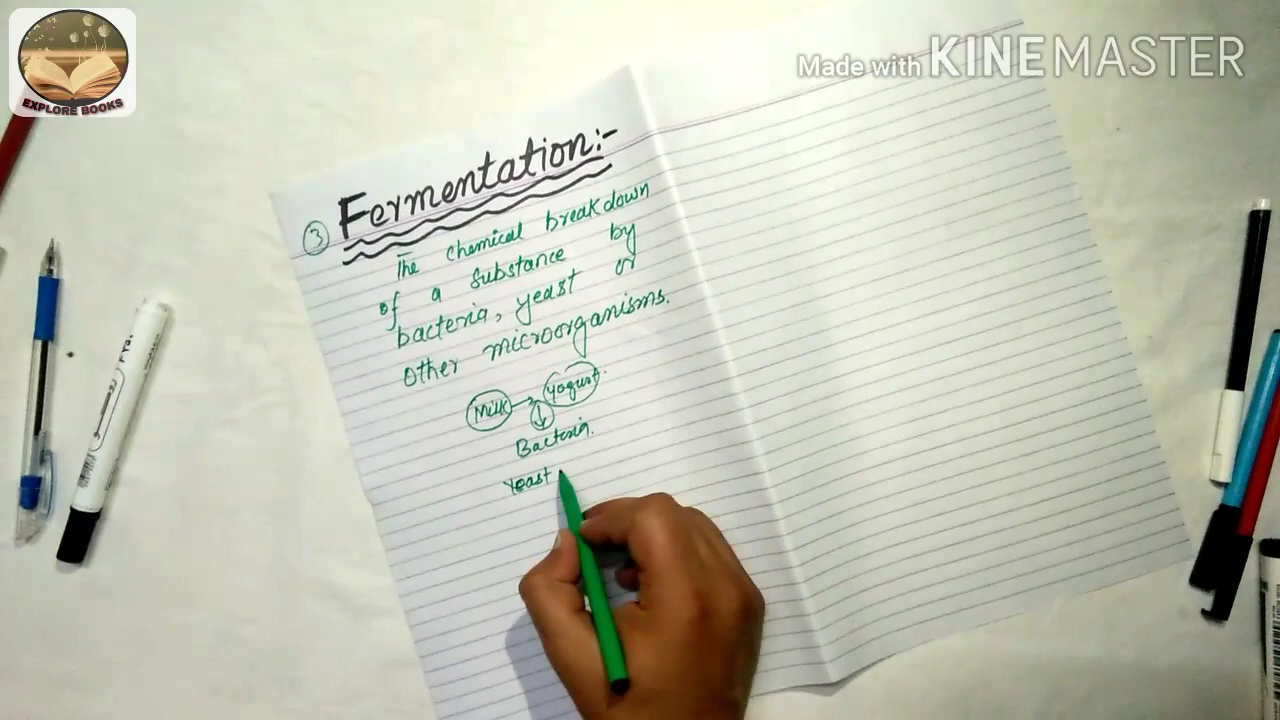 EXPLORE BOOKS
Made with KINEMASTER
Fermentation:-
3 The chemical breakdown
of a substance by
bacteria, yeast or
other microorganisms.
Milk → Yogurt.
↓
Bacteria.
Yeast